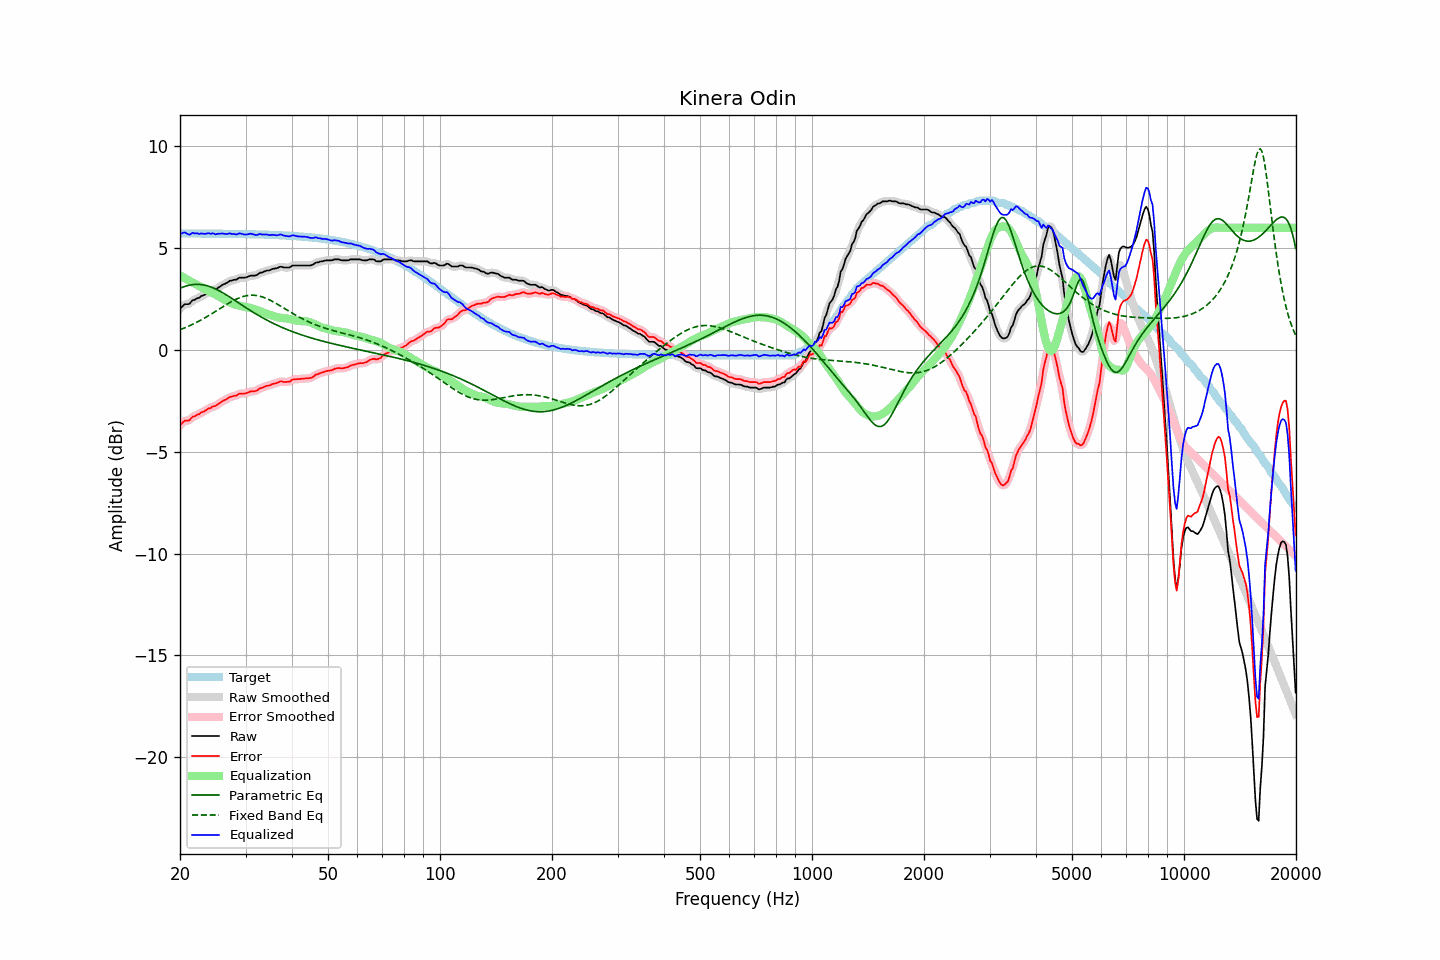 Kinera Odin
Amplitude (dBr)
10
5
0
−5
−10
−15
−20
Target
Raw Smoothed
Error Smoothed
Raw
Error
Equalization
Parametric Eq
Fixed Band Eq
Equalized
20 50 100 200 500 1000 2000 5000 10000 20000
Frequency (Hz)